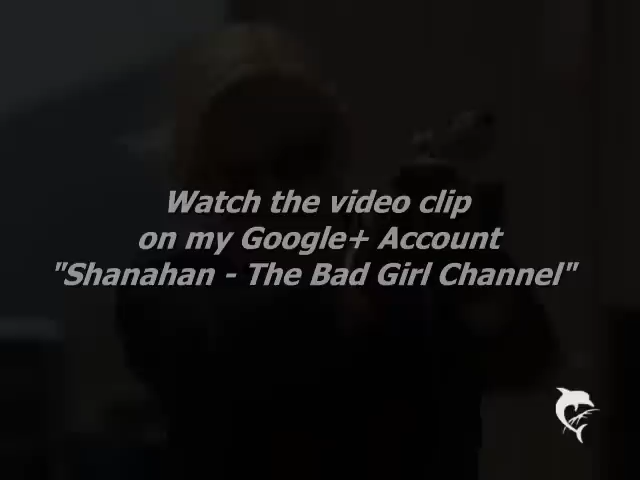 Watch the video clip
on my Google+ Account
"Shanahan - The Bad Girl Channel"